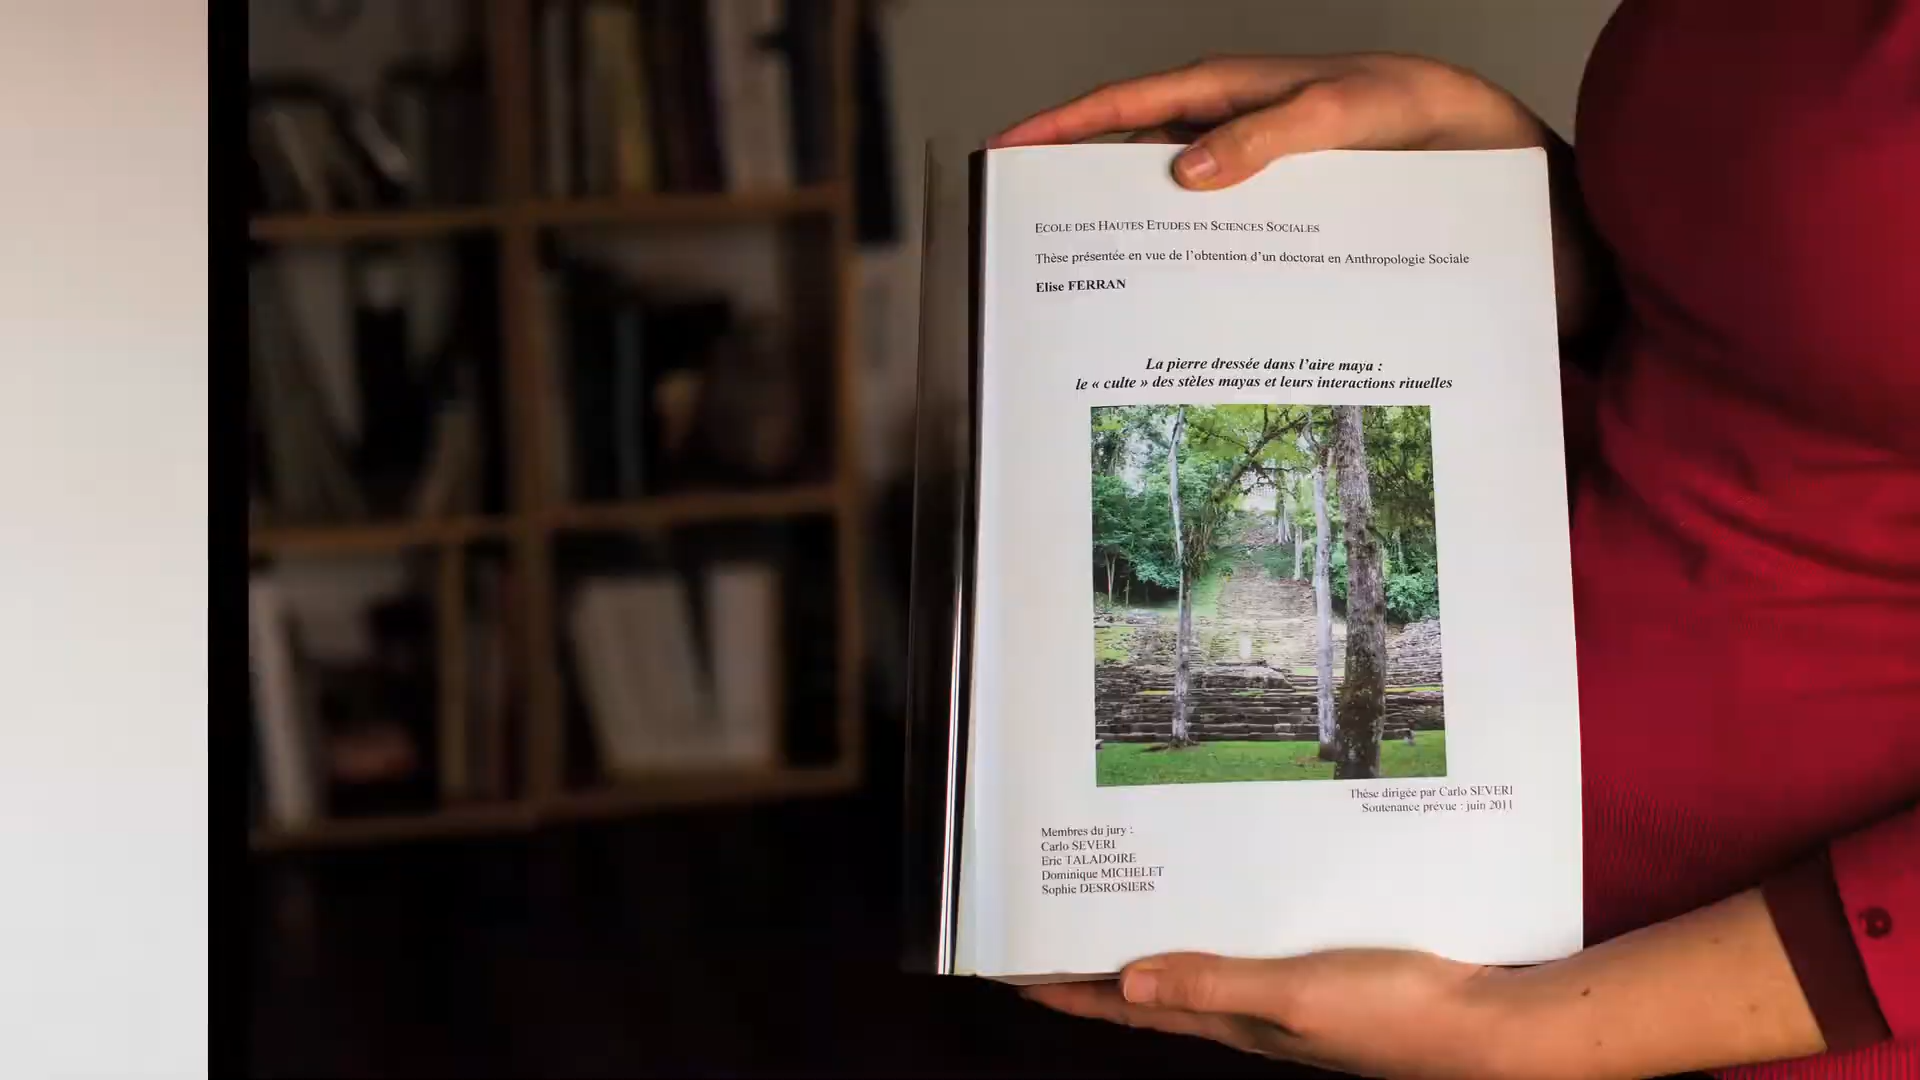 ECOLE DES HAUTES ETUDES EN SCIENCES SOCIALES
Thèse présentée en vue de l'obtention d'un doctorat en Anthropologie Sociale
Elise FERRAN
La pierre dressée dans l'aire maya :
le « culte » des stèles mayas et leurs interactions rituelles
Thèse dirigée par Carlo SEVERI
Soutenance prévue : juin 2011
Membres du jury :
Carlo SEVERI
Eric TALADOIRE
Dominique MICHELET
Sophie DESROSIERS